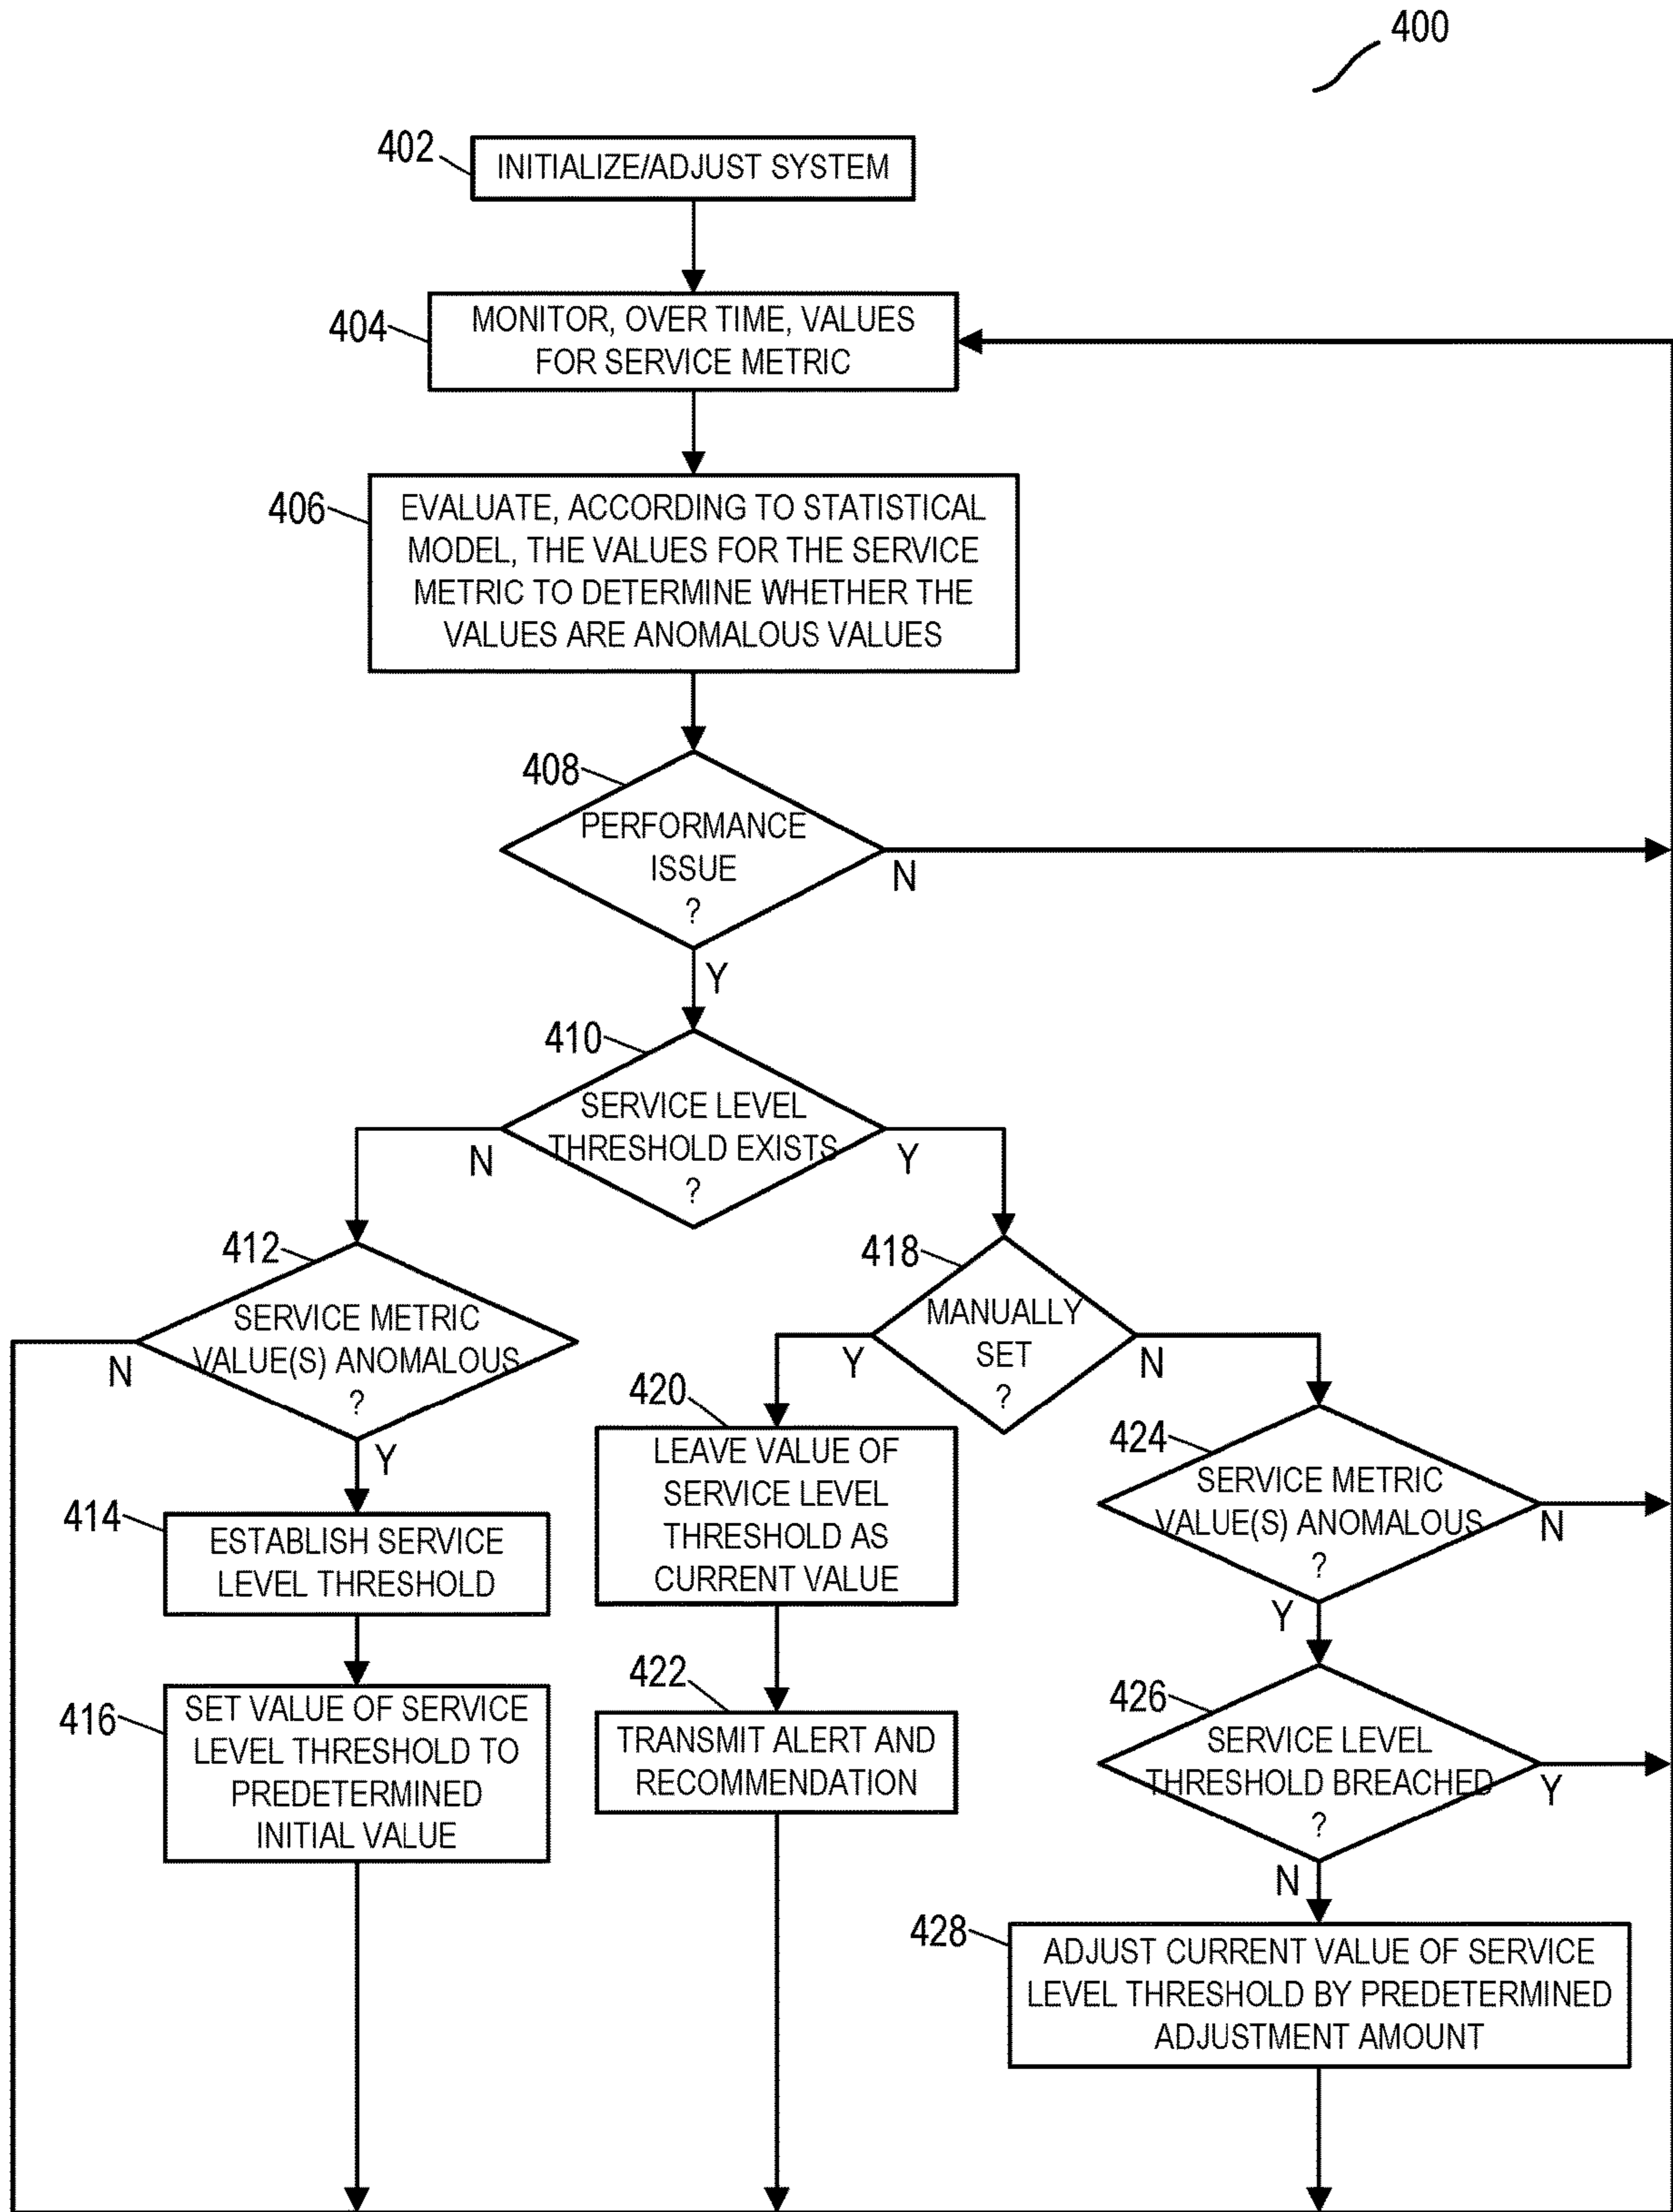 400
402
INITIALIZE/ADJUST SYSTEM
404
MONITOR, OVER TIME, VALUES
FOR SERVICE METRIC
406
EVALUATE, ACCORDING TO STATISTICAL
MODEL, THE VALUES FOR THE SERVICE
METRIC TO DETERMINE WHETHER THE
VALUES ARE ANOMALOUS VALUES
408
PERFORMANCE
ISSUE
?
N
Y
410
SERVICE LEVEL
THRESHOLD EXISTS
?
N
Y
412
SERVICE METRIC
VALUE(S) ANOMALOUS
?
N
Y
414
ESTABLISH SERVICE
LEVEL THRESHOLD
416
SET VALUE OF SERVICE
LEVEL THRESHOLD TO
PREDETERMINED
INITIAL VALUE
418
MANUALLY
SET
?
Y
N
420
LEAVE VALUE OF
SERVICE LEVEL
THRESHOLD AS
CURRENT VALUE
422
TRANSMIT ALERT AND
RECOMMENDATION
424
SERVICE METRIC
VALUE(S) ANOMALOUS
?
N
Y
426
SERVICE LEVEL
THRESHOLD BREACHED
?
Y
N
428
ADJUST CURRENT VALUE OF SERVICE
LEVEL THRESHOLD BY PREDETERMINED
ADJUSTMENT AMOUNT